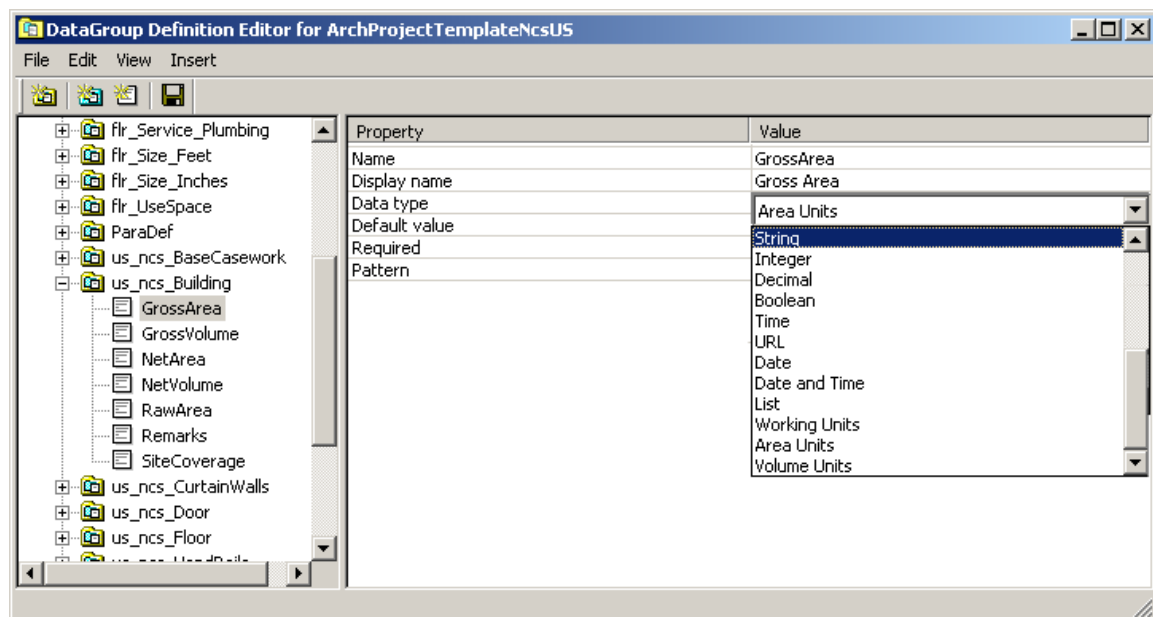 DataGroup Definition Editor for ArchProjectTemplateNcsUS
File Edit View Insert
flr_Service_Plumbing
flr_Size_Feet
flr_Size_Inches
flr_UseSpace
ParaDef
us_ncs_BaseCasework
us_ncs_Building
GrossArea
GrossVolume
NetArea
NetVolume
RawArea
Remarks
SiteCoverage
us_ncs_CurtainWalls
us_ncs_Door
us_ncs_Floor
Property Value
Name GrossArea
Display name Gross Area
Data type Area Units
Default value
Required
Pattern
String
Integer
Decimal
Boolean
Time
URL
Date
Date and Time
List
Working Units
Area Units
Volume Units